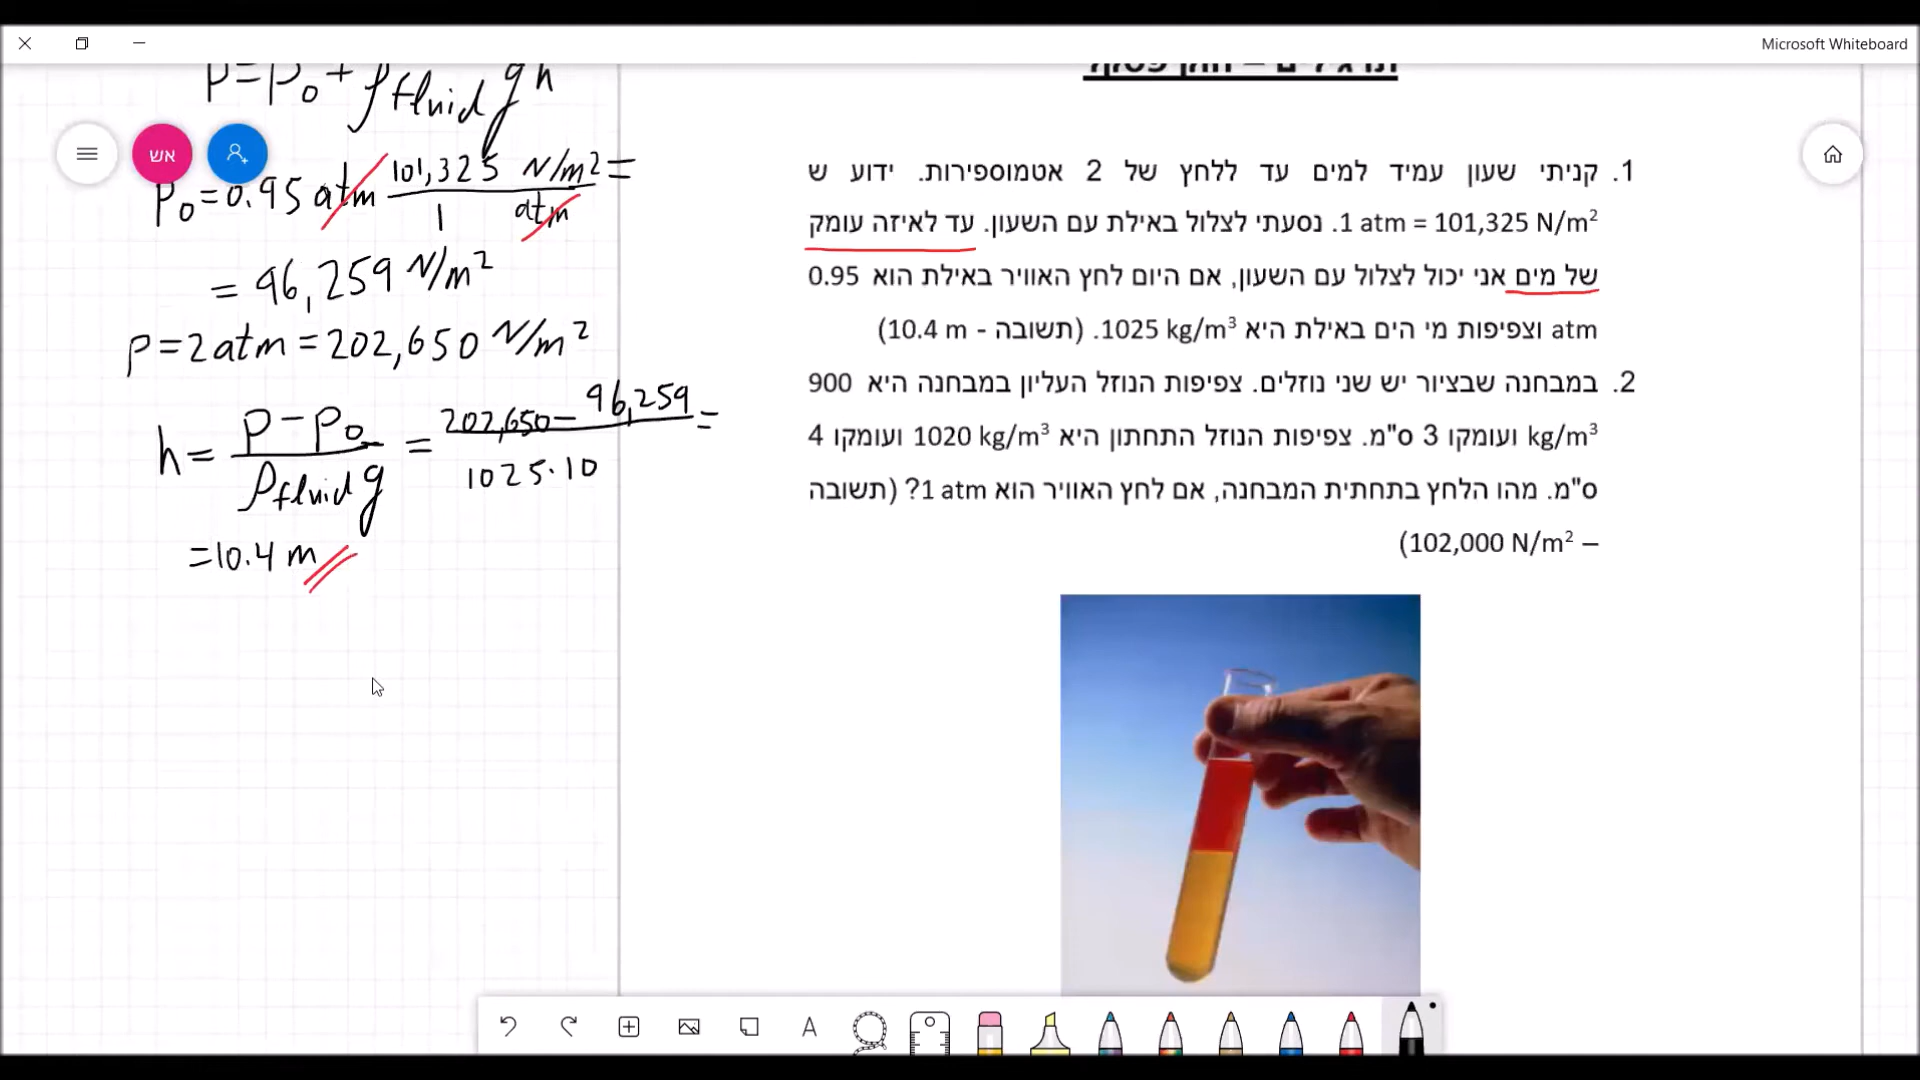 Microsoft Whiteboard
P = P₀ + ρ fluid g h
אש
P₀ = 0.95 atm 101,325 N/m² / 1 atm =
= 96,259 N/m²
P = 2 atm = 202,650 N/m²
h = P - P₀ / ρ fluid g = 202,650 - 96,259 / 1025·10 =
= 10.4 m
1. קניתי שעון עמיד למים עד ללחץ של 2 אטמוספירות. ידוע ש
1 atm = 101,325 N/m². נסעתי לצלול באילת עם השעון. עד לאיזה עומק
של מים אני יכול לצלול עם השעון, אם היום לחץ האוויר באילת הוא 0.95
atm וצפיפות מי הים באילת היא 1025 kg/m³. (תשובה - 10.4 m)
2. במבחנה שבציור יש שני נוזלים. צפיפות הנוזל העליון במבחנה היא 900
kg/m³ ועומקו 3 ס"מ. צפיפות הנוזל התחתון היא 1020 kg/m³ ועומקו 4
ס"מ. מהו הלחץ בתחתית המבחנה, אם לחץ האוויר הוא 1 atm? (תשובה
– 102,000 N/m²)
A